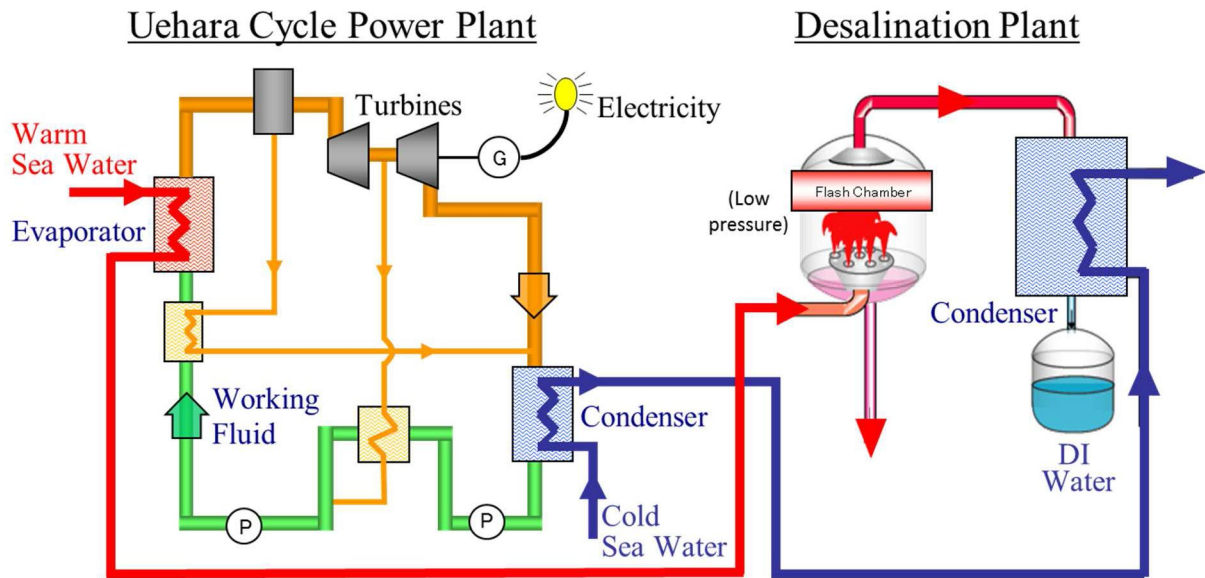 Uehara Cycle Power Plant
Desalination Plant
Turbines
Electricity
G
Warm
Sea Water
Evaporator
Flash Chamber
(Low
pressure)
Working
Fluid
Condenser
Condenser
P
P
Cold
Sea Water
DI
Water